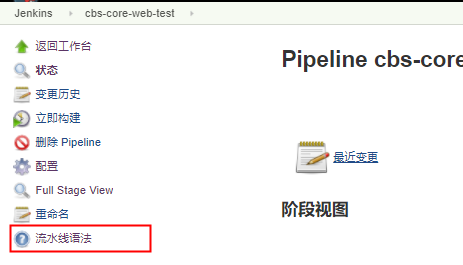 Jenkins
cbs-core-web-test
返回工作台
状态
变更历史
立即构建
删除 Pipeline
配置
Full Stage View
重命名
流水线语法
Pipeline cbs-core
最近变更
阶段视图